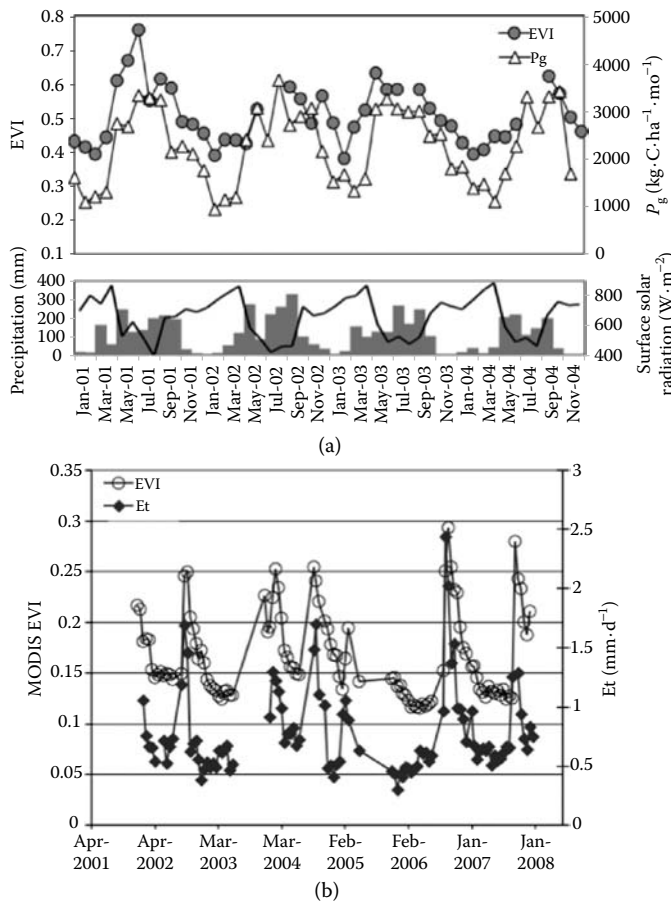 0.8
0.7
0.6
0.5
0.4
0.3
0.2
0.1
EVI
EVI
Pg
5000
4000
3000
2000
1000
0
Pg (kg·C·ha−1·mo−1)
400
300
200
100
0
Precipitation (mm)
800
600
400
Surface solar
radiation (W·m−2)
Jan-01
Mar-01
May-01
Jul-01
Sep-01
Nov-01
Jan-02
Mar-02
May-02
Jul-02
Sep-02
Nov-02
Jan-03
Mar-03
May-03
Jul-03
Sep-03
Nov-03
Jan-04
Mar-04
May-04
Jul-04
Sep-04
Nov-04
(a)
0.35
0.3
0.25
0.2
0.15
0.1
0.05
0
MODIS EVI
EVI
Et
3
2.5
2
1.5
1
0.5
0
Et (mm·d−1)
Apr-
2001
Apr-
2002
Mar-
2003
Mar-
2004
Feb-
2005
Feb-
2006
Jan-
2007
Jan-
2008
(b)